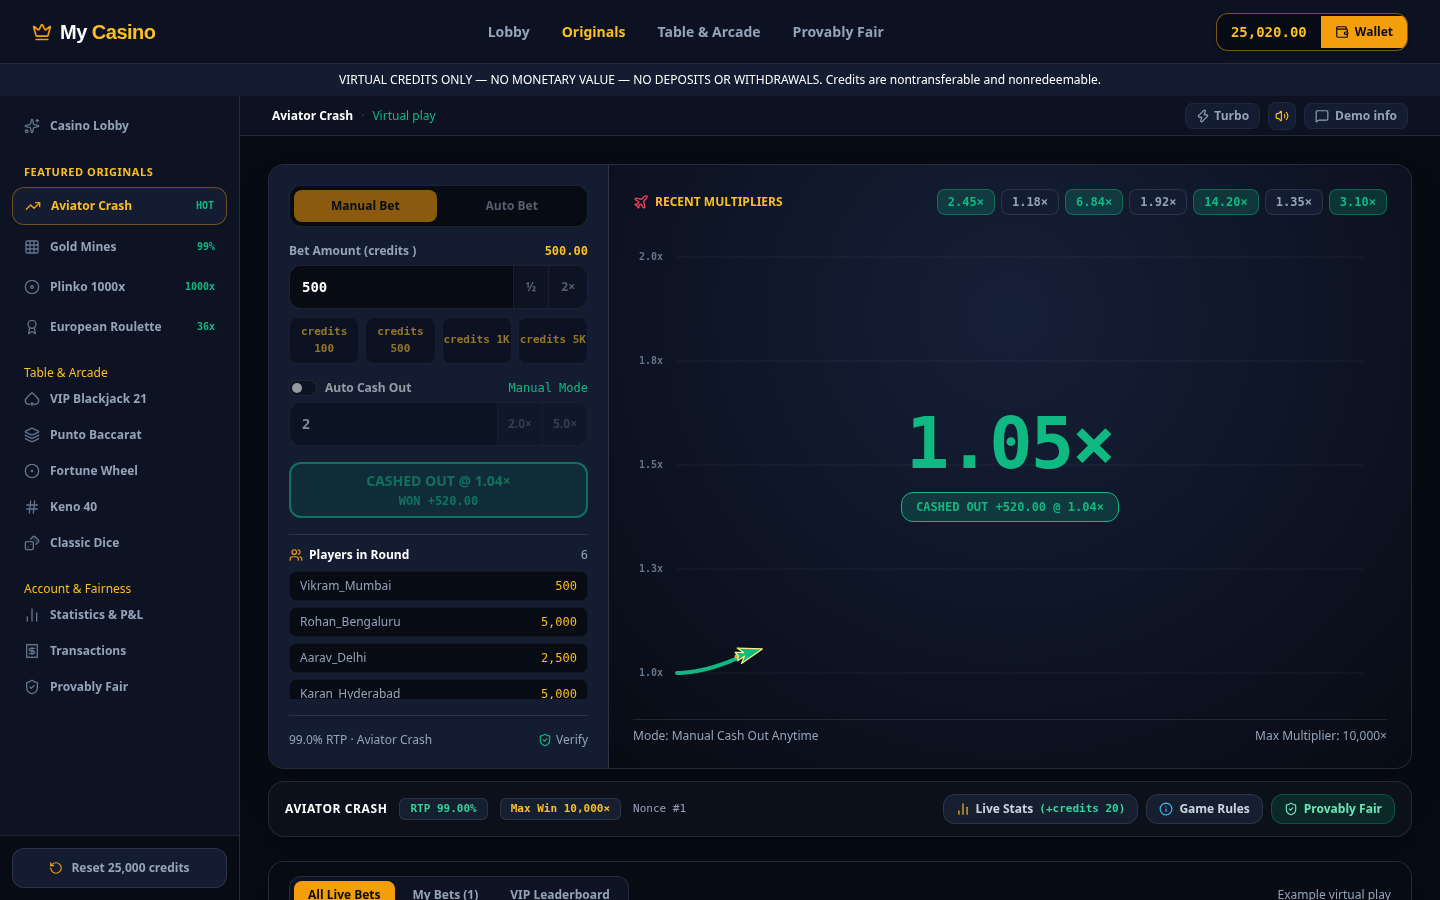 My Casino
Lobby
Originals
Table & Arcade
Provably Fair
25,020.00
Wallet
VIRTUAL CREDITS ONLY — NO MONETARY VALUE — NO DEPOSITS OR WITHDRAWALS. Credits are nontransferable and nonredeemable.
Casino Lobby
FEATURED ORIGINALS
Aviator Crash HOT
Gold Mines 99%
Plinko 1000x 1000x
European Roulette 36x
Table & Arcade
VIP Blackjack 21
Punto Baccarat
Fortune Wheel
Keno 40
Classic Dice
Account & Fairness
Statistics & P&L
Transactions
Provably Fair
Reset 25,000 credits
Aviator Crash · Virtual play
Turbo
Demo info
Manual Bet
Auto Bet
Bet Amount (credits ) 500.00
500 ½ 2×
credits 100
credits 500
credits 1K
credits 5K
Auto Cash Out Manual Mode
2 2.0× 5.0×
CASHED OUT @ 1.04×
WON +520.00
Players in Round 6
Vikram_Mumbai 500
Rohan_Bengaluru 5,000
Aarav_Delhi 2,500
Karan_Hyderabad 5,000
99.0% RTP · Aviator Crash
Verify
RECENT MULTIPLIERS
2.45× 1.18× 6.84× 1.92× 14.20× 1.35× 3.10×
2.0x
1.8x
1.5x
1.3x
1.0x
1.05×
CASHED OUT +520.00 @ 1.04×
Mode: Manual Cash Out Anytime
Max Multiplier: 10,000×
AVIATOR CRASH
RTP 99.00%
Max Win 10,000×
Nonce #1
Live Stats (+credits 20)
Game Rules
Provably Fair
All Live Bets
My Bets (1)
VIP Leaderboard
Example virtual play